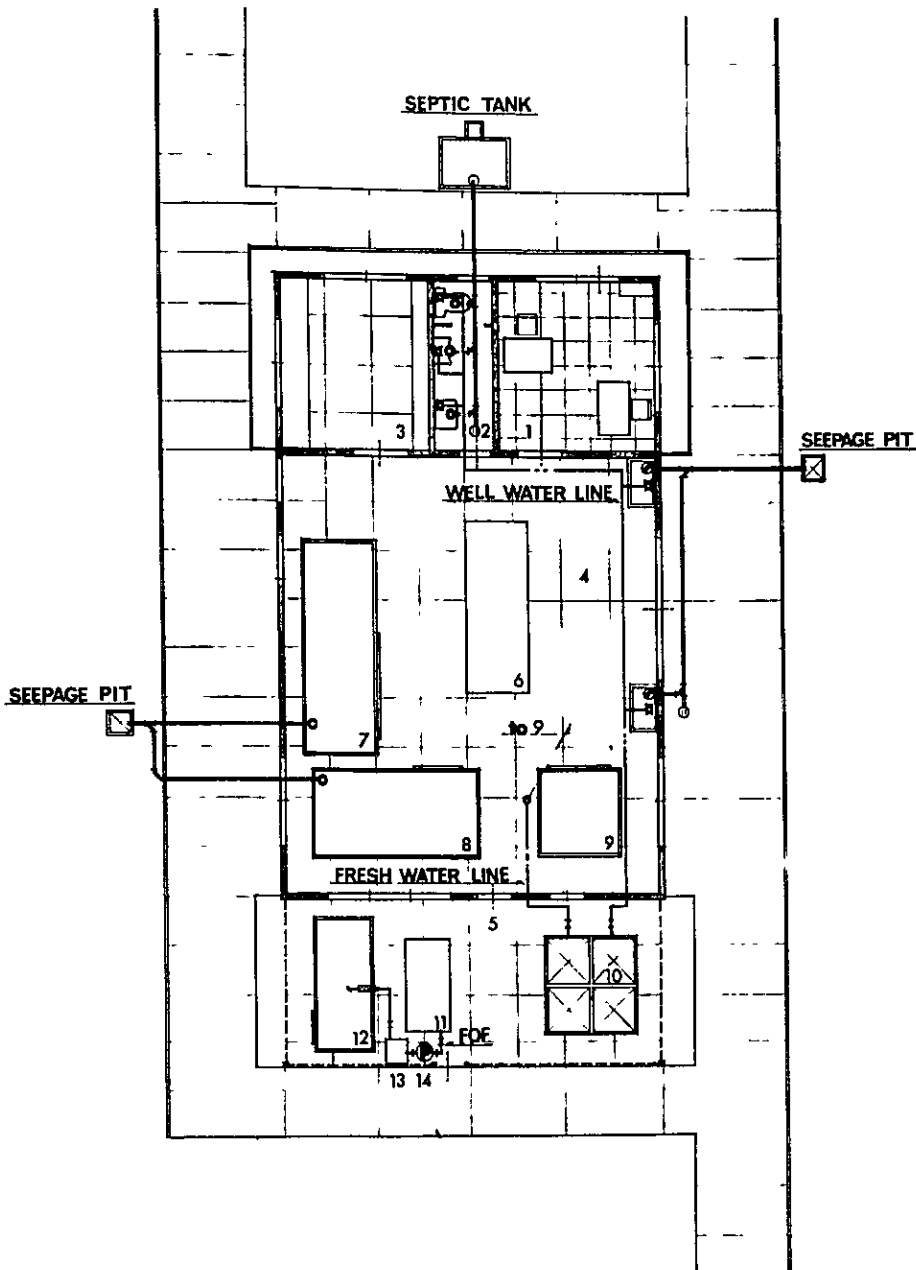 SEPTIC TANK
3
2
1
SEEPAGE PIT
WELL WATER LINE
4
6
SEEPAGE PIT
7
to 9
8
9
FRESH WATER LINE
5
10
11
12
FOF
13 14